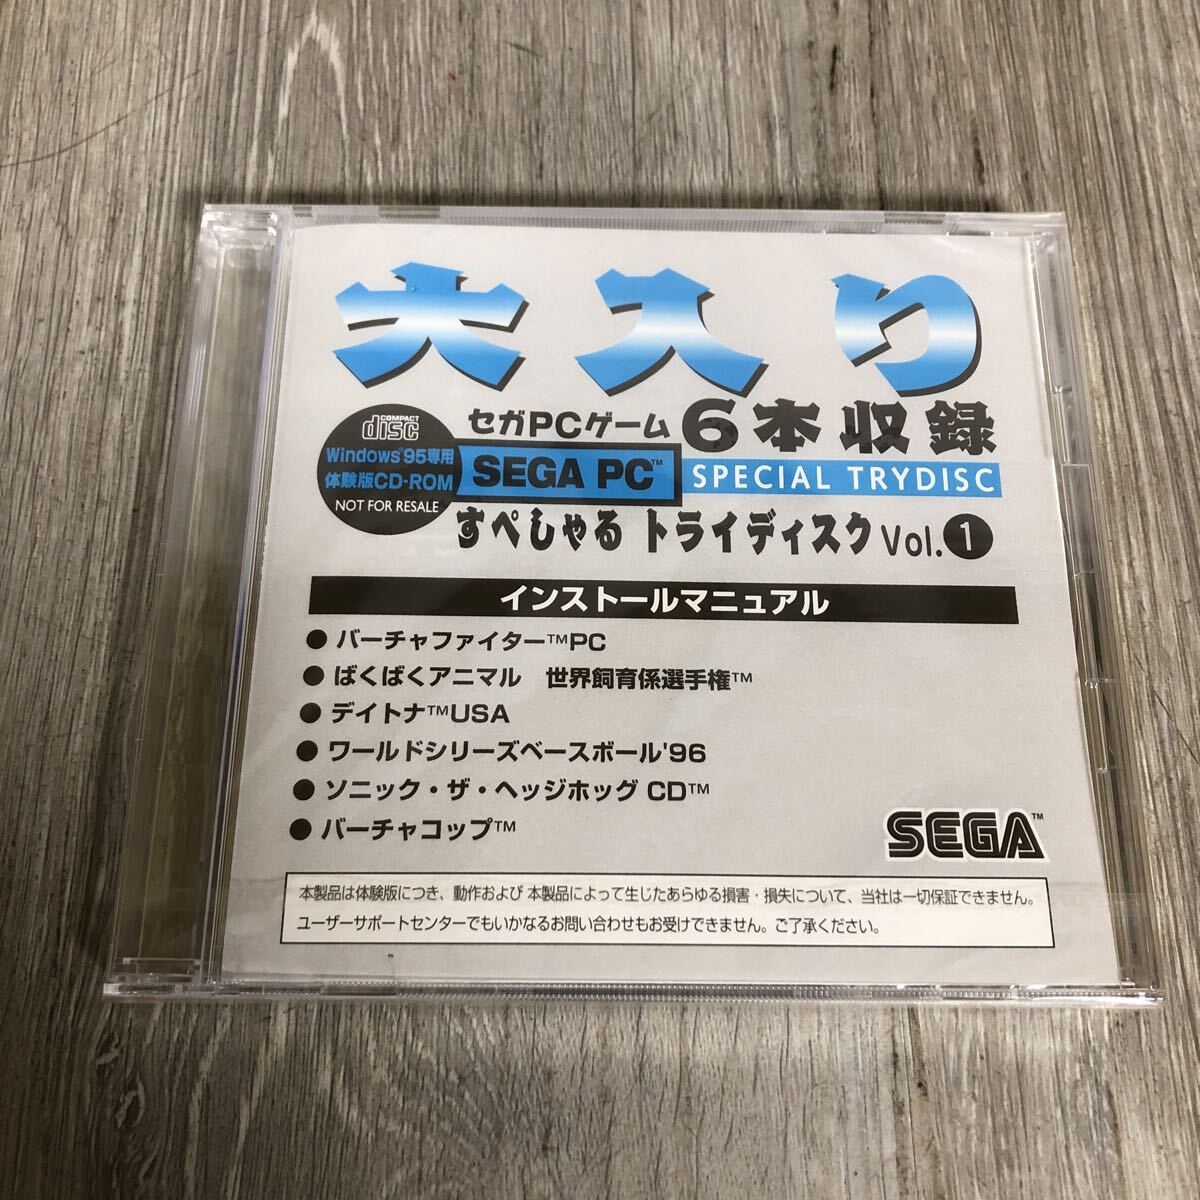 大入り
セガPCゲーム 6本収録
COMPACT
disc
Windows®95専用
体験版CD-ROM
NOT FOR RESALE
SEGA PC™
SPECIAL TRYDISC
すぺしゃる トライディスク Vol.1
インストールマニュアル
● バーチャファイター™PC
● ばくばくアニマル 世界飼育係選手権™
● デイトナ™USA
● ワールドシリーズベースボール'96
● ソニック・ザ・ヘッジホッグ CD™
● バーチャコップ™
SEGA™
本製品は体験版につき、動作および 本製品によって生じたあらゆる損害・損失について、当社は一切保証できません。
ユーザーサポートセンターでもいかなるお問い合わせもお受けできません。ご了承ください。